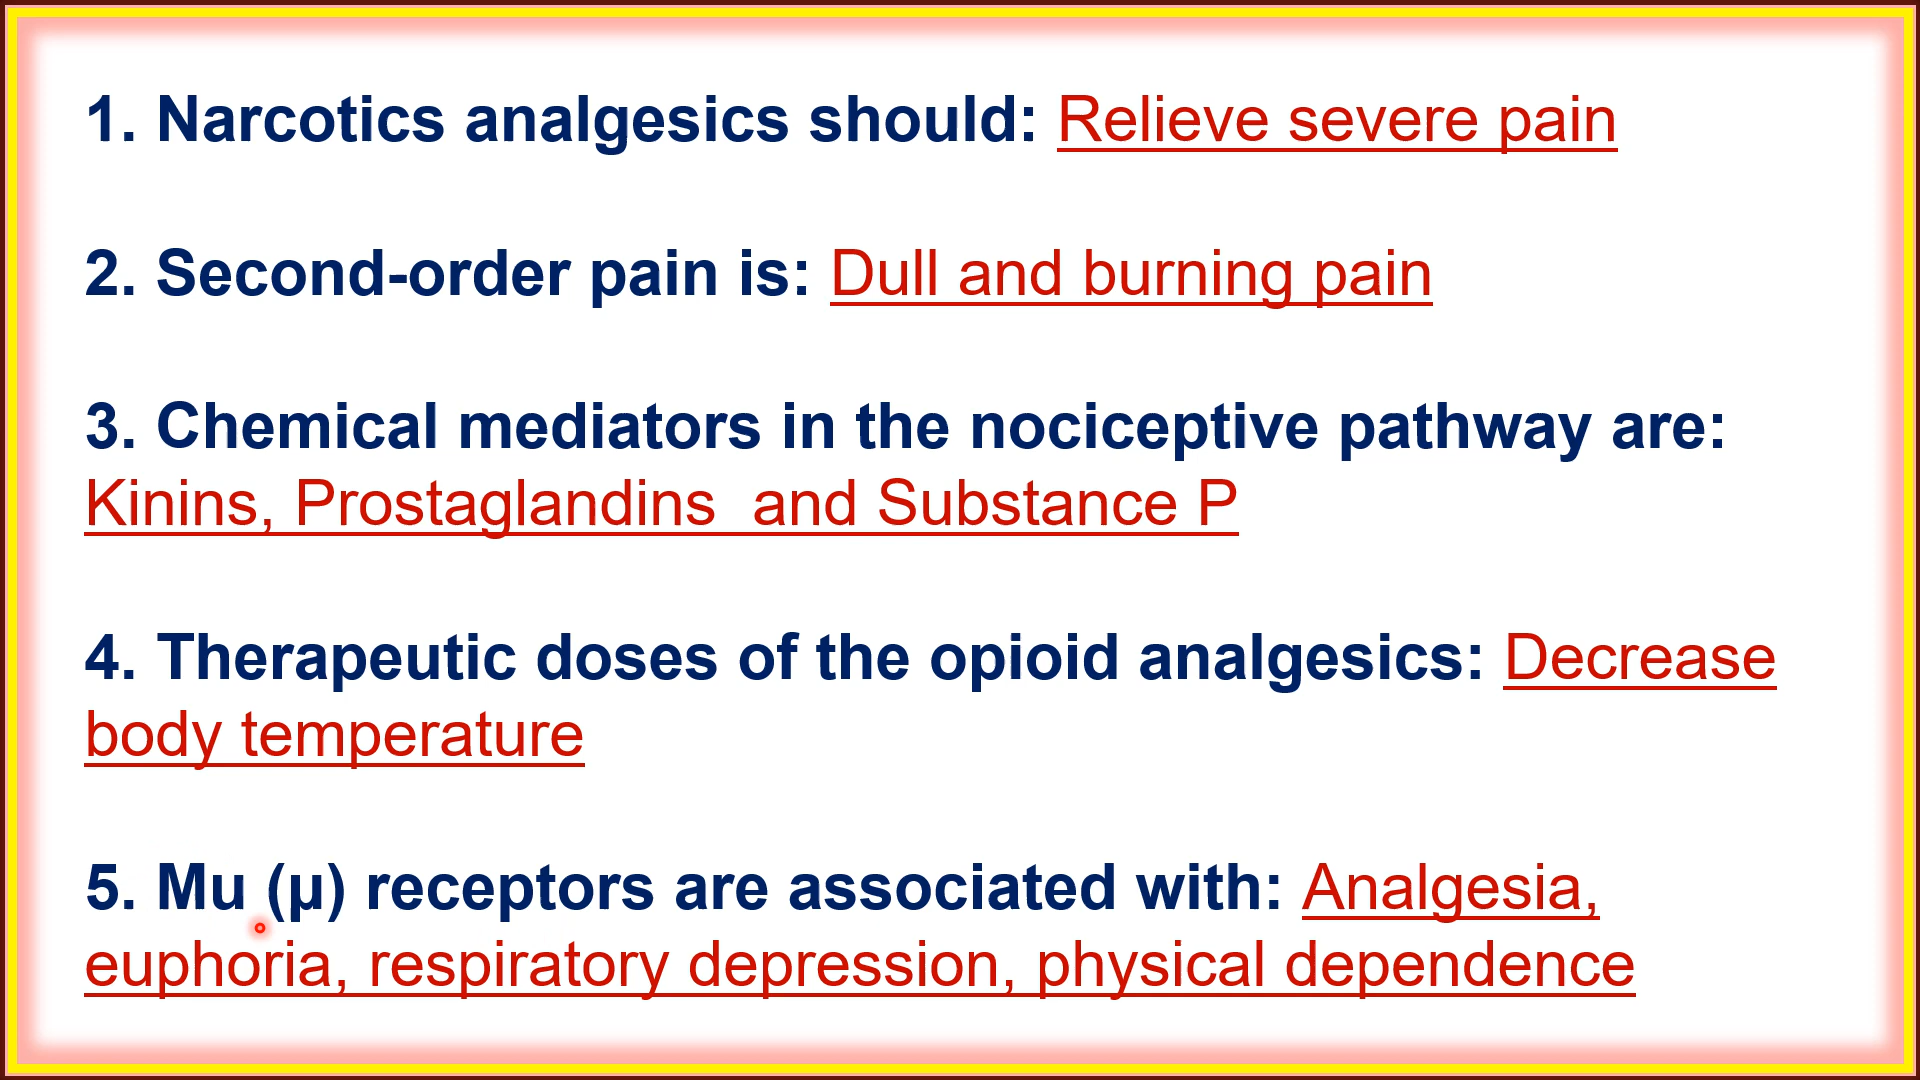 1. Narcotics analgesics should: Relieve severe pain
2. Second-order pain is: Dull and burning pain
3. Chemical mediators in the nociceptive pathway are:
Kinins, Prostaglandins  and Substance P
4. Therapeutic doses of the opioid analgesics: Decrease
body temperature
5. Mu (μ) receptors are associated with: Analgesia,
euphoria, respiratory depression, physical dependence